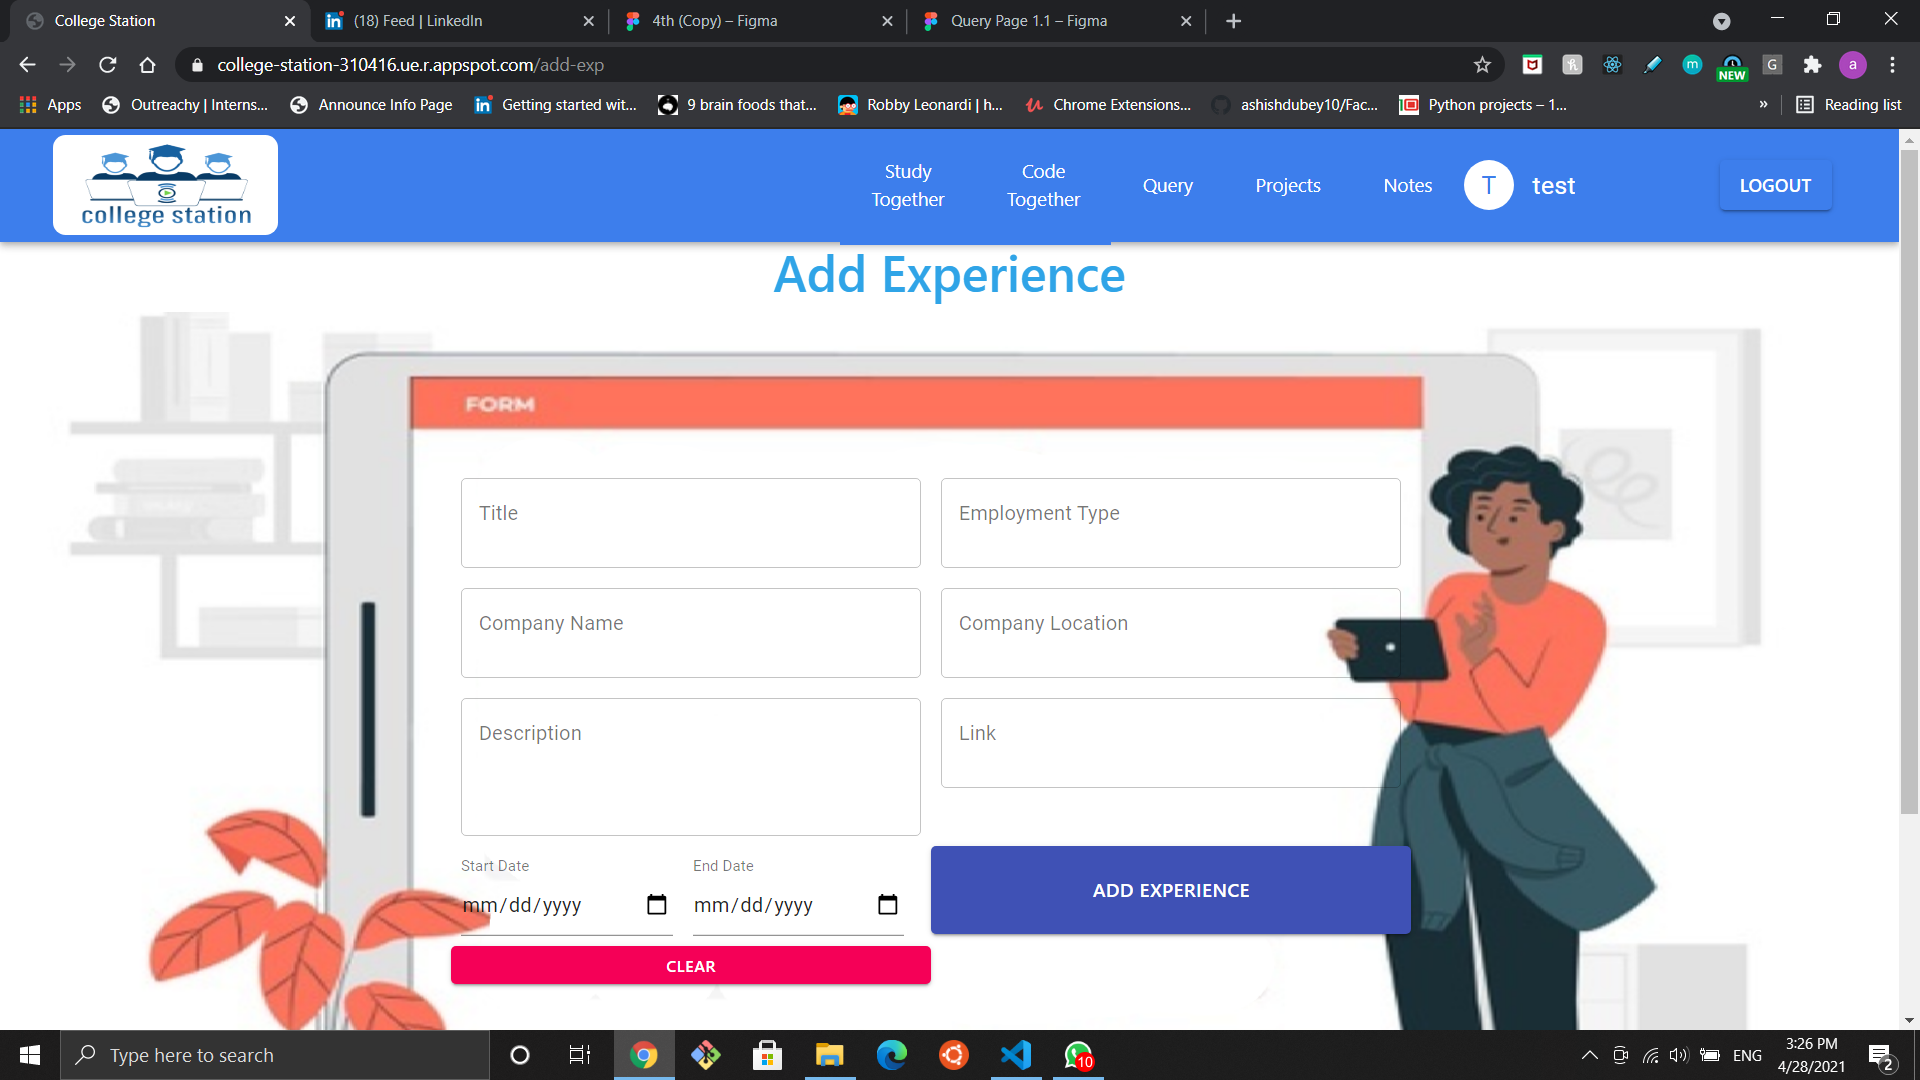 College Station
(18) Feed | LinkedIn
4th (Copy) – Figma
Query Page 1.1 – Figma
college-station-310416.ue.r.appspot.com/add-exp
m
NEW
G
a
Apps
Outreachy | Interns...
Announce Info Page
Getting started wit...
9 brain foods that...
Robby Leonardi | h...
Chrome Extensions...
ashishdubey10/Fac...
Python projects – 1...
»
Reading list
college station
Study Together
Code Together
Query
Projects
Notes
T
test
LOGOUT
Add Experience
FORM
Title
Employment Type
Company Name
Company Location
Description
Link
Start Date
End Date
mm/dd/yyyy
mm/dd/yyyy
ADD EXPERIENCE
CLEAR
Type here to search
10
ENG
3:26 PM
4/28/2021
2